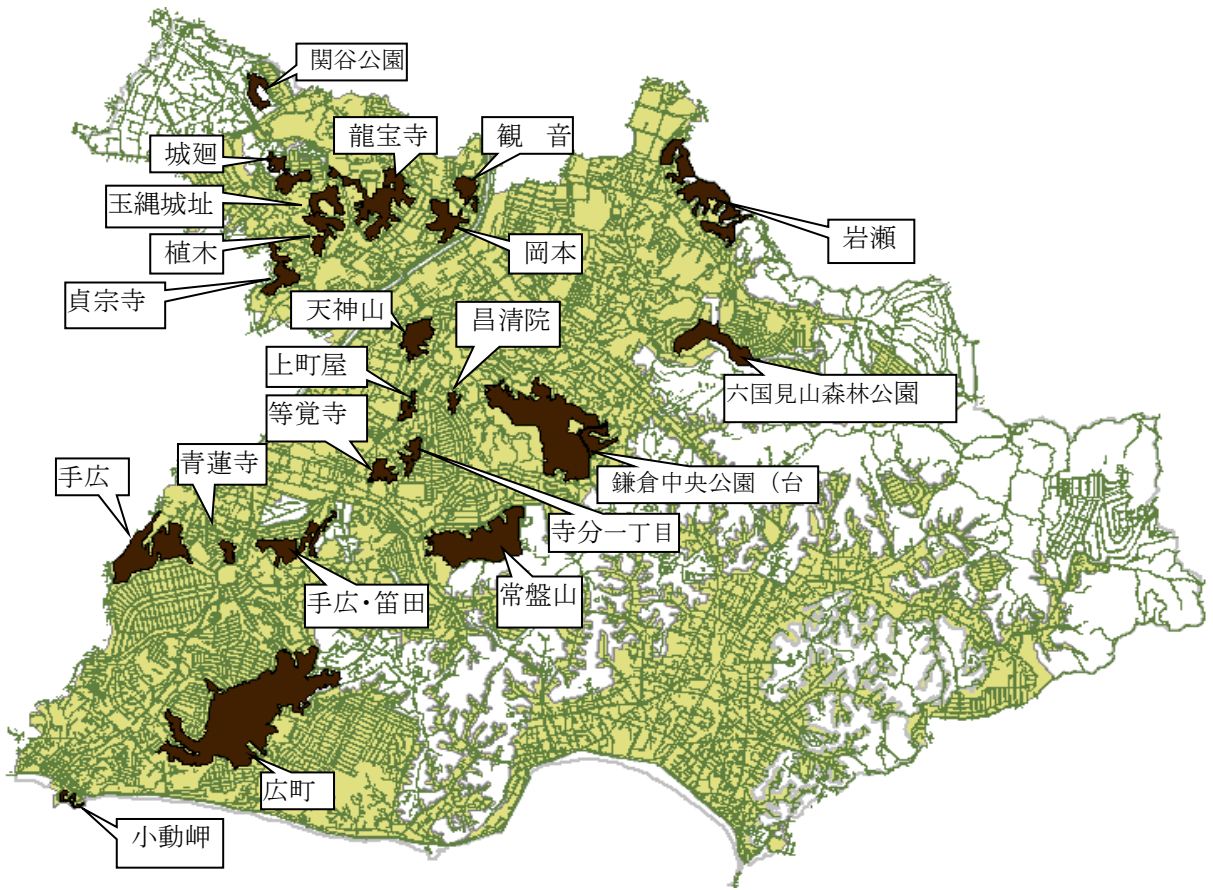 関谷公園
龍宝寺
観　音
城廻
玉縄城址
岩瀬
植木
岡本
貞宗寺
天神山
昌清院
上町屋
六国見山森林公園
等覚寺
青蓮寺
手広
鎌倉中央公園（台
寺分一丁目
手広・笛田
常盤山
広町
小動岬